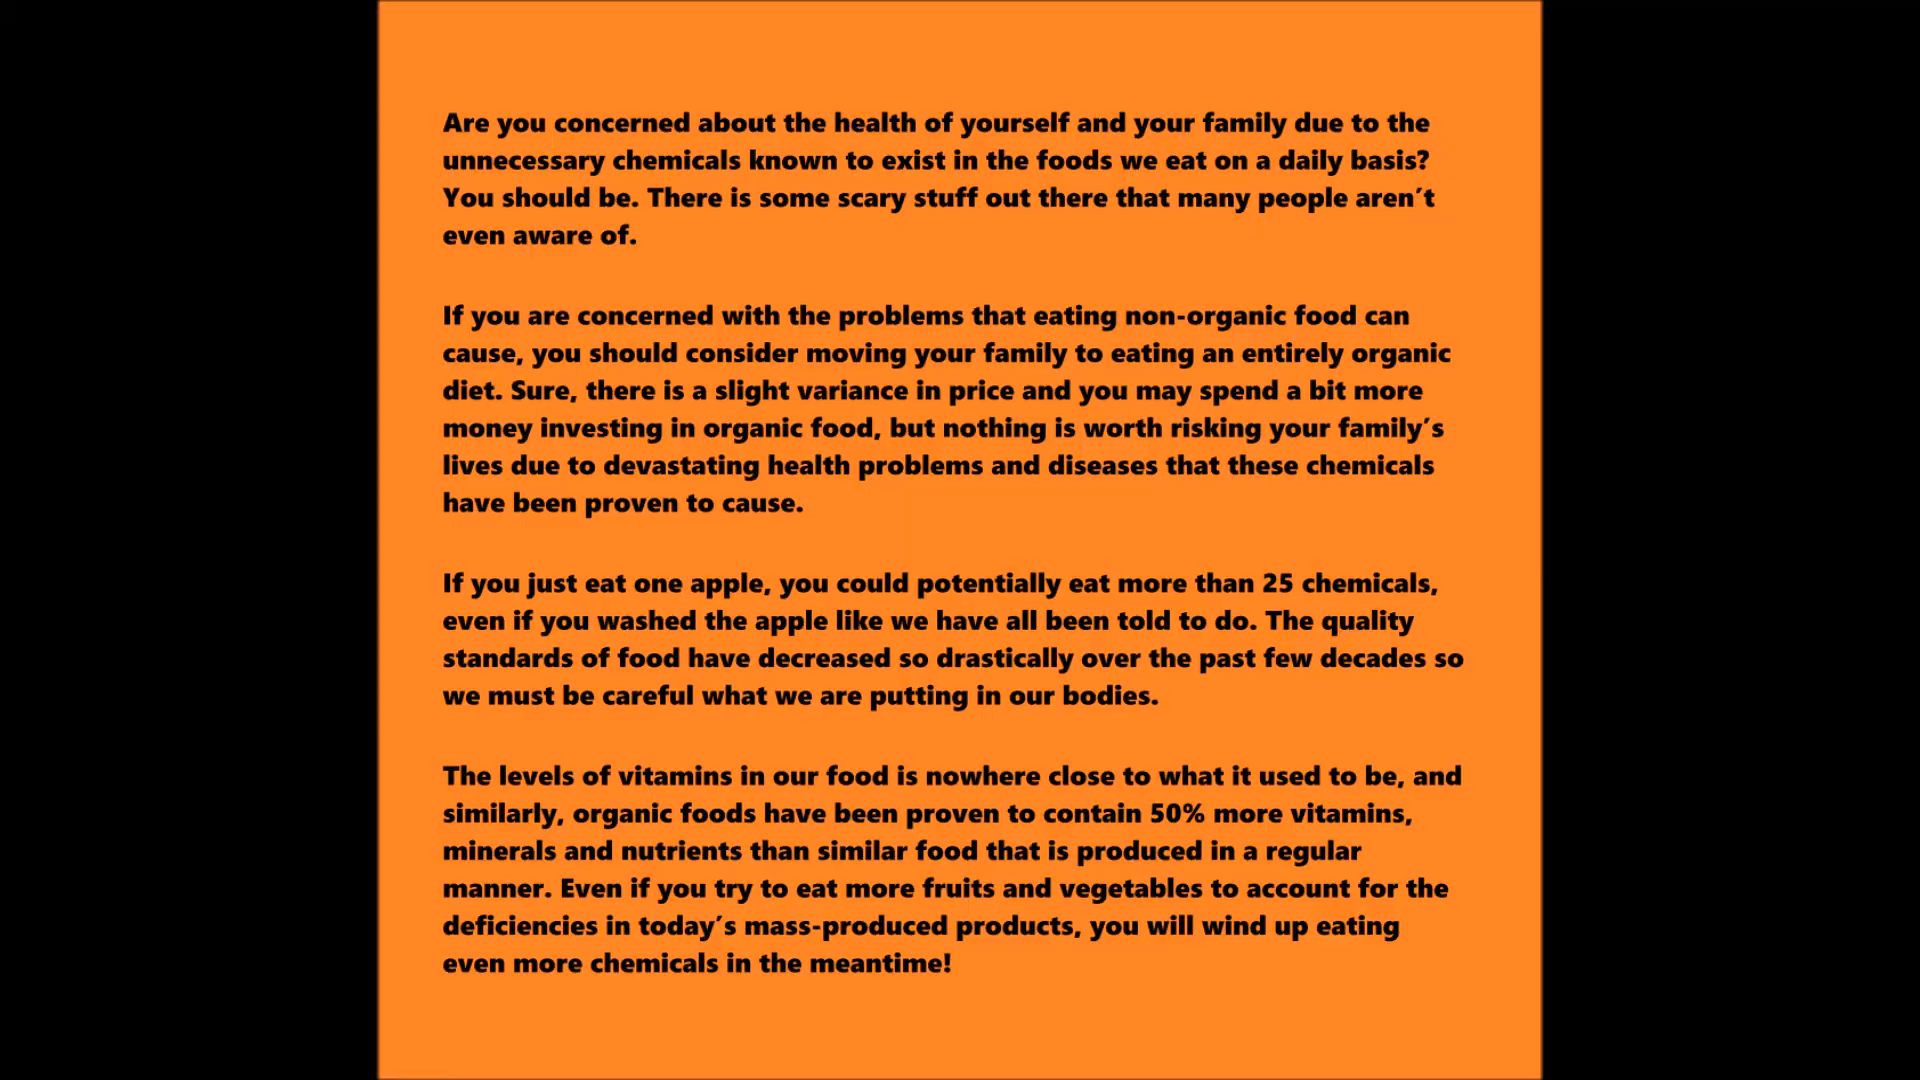 Are you concerned about the health of yourself and your family due to the
unnecessary chemicals known to exist in the foods we eat on a daily basis?
You should be. There is some scary stuff out there that many people aren′t
even aware of.
If you are concerned with the problems that eating non-organic food can
cause, you should consider moving your family to eating an entirely organic
diet. Sure, there is a slight variance in price and you may spend a bit more
money investing in organic food, but nothing is worth risking your family’s
lives due to devastating health problems and diseases that these chemicals
have been proven to cause.
If you just eat one apple, you could potentially eat more than 25 chemicals,
even if you washed the apple like we have all been told to do. The quality
standards of food have decreased so drastically over the past few decades so
we must be careful what we are putting in our bodies.
The levels of vitamins in our food is nowhere close to what it used to be, and
similarly, organic foods have been proven to contain 50% more vitamins,
minerals and nutrients than similar food that is produced in a regular
manner. Even if you try to eat more fruits and vegetables to account for the
deficiencies in today′s mass-produced products, you will wind up eating
even more chemicals in the meantime!